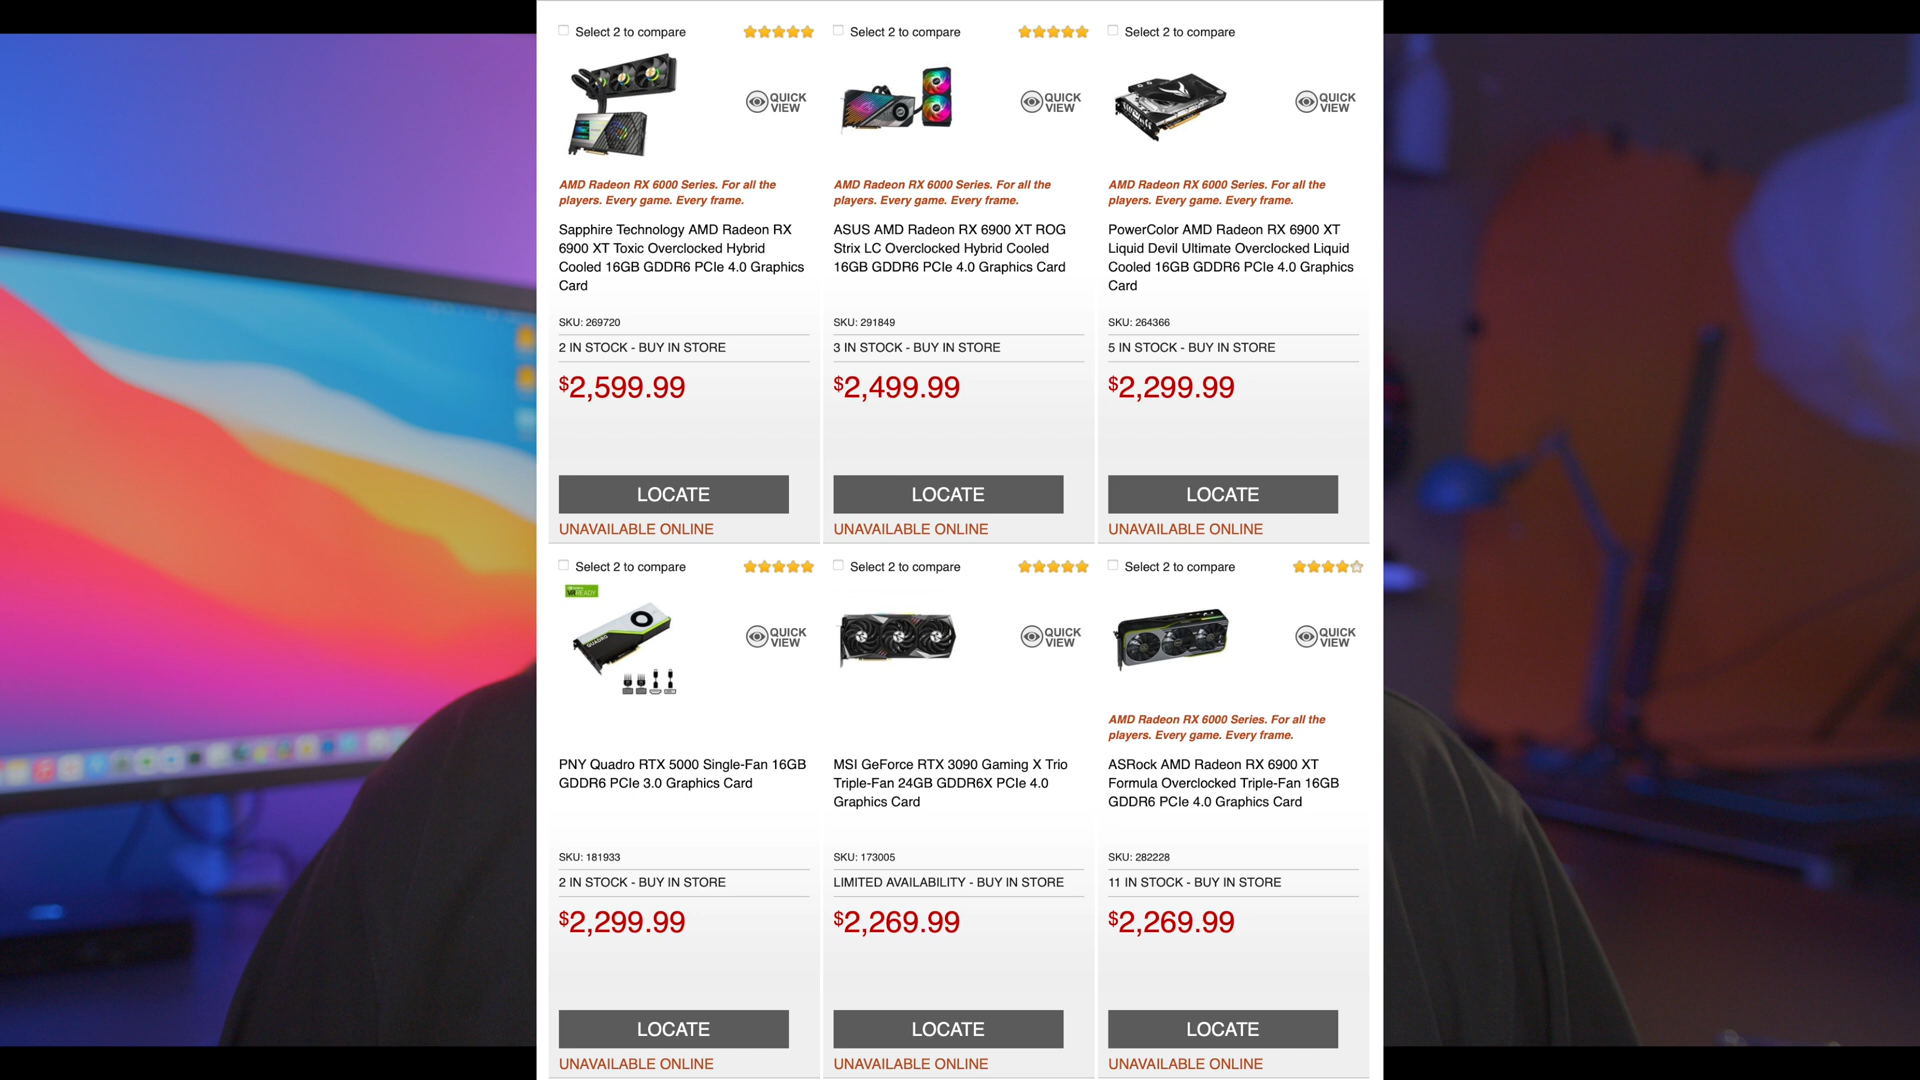 Select 2 to compare
QUICK
VIEW
AMD Radeon RX 6000 Series. For all the
players. Every game. Every frame.
Sapphire Technology AMD Radeon RX
6900 XT Toxic Overclocked Hybrid
Cooled 16GB GDDR6 PCIe 4.0 Graphics
Card
SKU: 269720
2 IN STOCK - BUY IN STORE
$2,599.99
LOCATE
UNAVAILABLE ONLINE
Select 2 to compare
QUICK
VIEW
AMD Radeon RX 6000 Series. For all the
players. Every game. Every frame.
ASUS AMD Radeon RX 6900 XT ROG
Strix LC Overclocked Hybrid Cooled
16GB GDDR6 PCIe 4.0 Graphics Card
SKU: 291849
3 IN STOCK - BUY IN STORE
$2,499.99
LOCATE
UNAVAILABLE ONLINE
Select 2 to compare
QUICK
VIEW
AMD Radeon RX 6000 Series. For all the
players. Every game. Every frame.
PowerColor AMD Radeon RX 6900 XT
Liquid Devil Ultimate Overclocked Liquid
Cooled 16GB GDDR6 PCIe 4.0 Graphics
Card
SKU: 264366
5 IN STOCK - BUY IN STORE
$2,299.99
LOCATE
UNAVAILABLE ONLINE
Select 2 to compare
VR READY
QUADRO
QUICK
VIEW
PNY Quadro RTX 5000 Single-Fan 16GB
GDDR6 PCIe 3.0 Graphics Card
SKU: 181933
2 IN STOCK - BUY IN STORE
$2,299.99
LOCATE
UNAVAILABLE ONLINE
Select 2 to compare
QUICK
VIEW
MSI GeForce RTX 3090 Gaming X Trio
Triple-Fan 24GB GDDR6X PCIe 4.0
Graphics Card
SKU: 173005
LIMITED AVAILABILITY - BUY IN STORE
$2,269.99
LOCATE
UNAVAILABLE ONLINE
Select 2 to compare
QUICK
VIEW
AMD Radeon RX 6000 Series. For all the
players. Every game. Every frame.
ASRock AMD Radeon RX 6900 XT
Formula Overclocked Triple-Fan 16GB
GDDR6 PCIe 4.0 Graphics Card
SKU: 282228
11 IN STOCK - BUY IN STORE
$2,269.99
LOCATE
UNAVAILABLE ONLINE